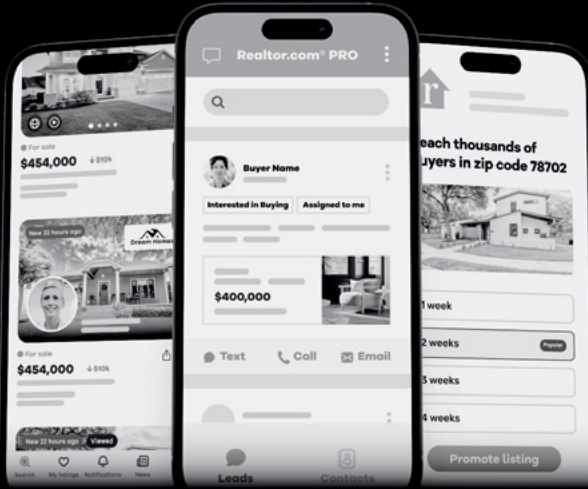 For sale
$454,000 ↓$10k
New 22 hours ago
Dream Homes
For sale
$454,000 ↓$10k
New 22 hours ago Viewed
Search My listings Notifications News
Realtor.com® PRO
Buyer Name
Interested in Buying Assigned to me
$400,000
Text Call Email
Leads Contacts
r
each thousands of
uyers in zip code 78702
1 week
2 weeks Popular
3 weeks
4 weeks
Promote listing